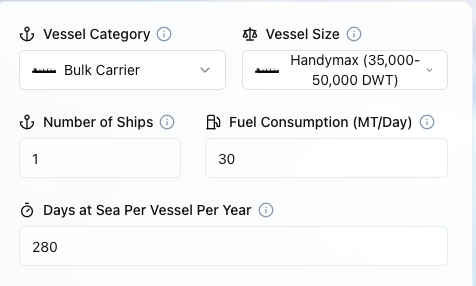 Vessel Category
Vessel Size
Bulk Carrier
Handymax (35,000-
50,000 DWT)
Number of Ships
Fuel Consumption (MT/Day)
1
30
Days at Sea Per Vessel Per Year
280